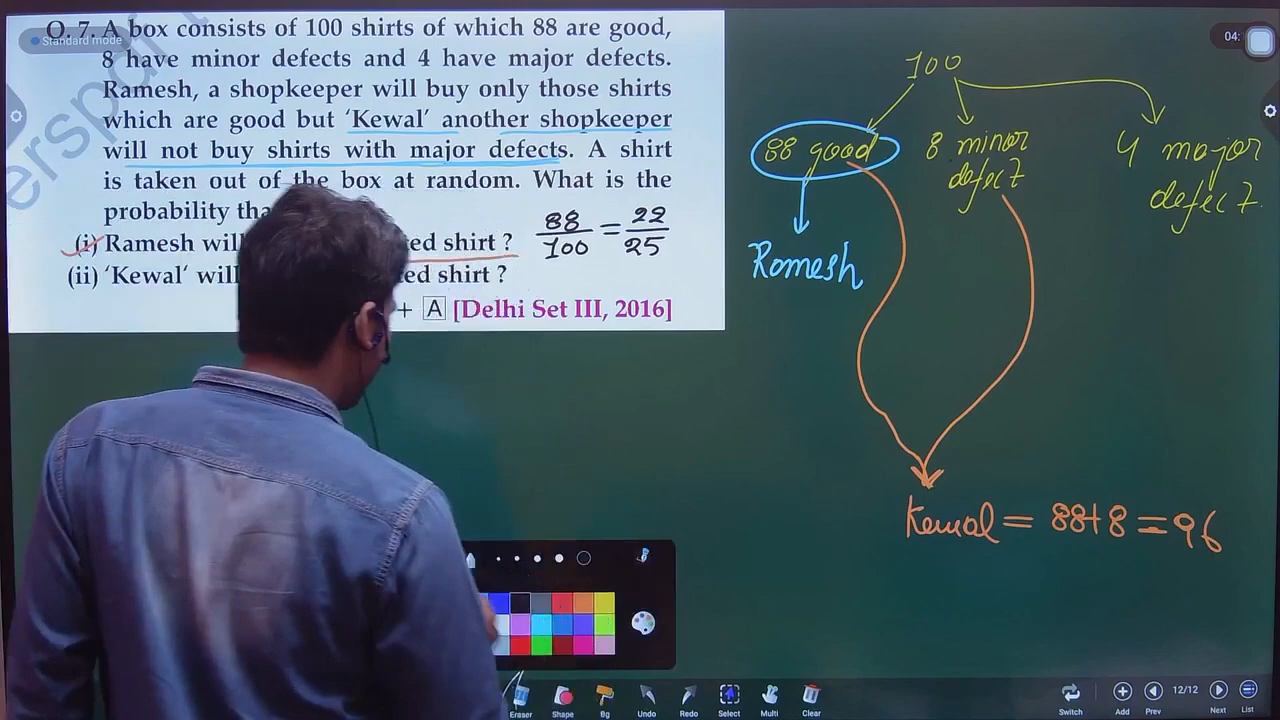 Q. 7. A box consists of 100 shirts of which 88 are good,
Standard mode
8 have minor defects and 4 have major defects.
Ramesh, a shopkeeper will buy only those shirts
which are good but 'Kewal' another shopkeeper
will not buy shirts with major defects. A shirt
is taken out of the box at random. What is the
probability tha
(i) Ramesh will ed shirt ?
88/100 = 22/25
(ii) 'Kewal' will ed shirt ?
+ A [Delhi Set III, 2016]
erspa
04:
100
88 good
8 minor
defect
4 major
defect.
Ramesh
Kewal = 88+8 = 96
Eraser Shape Bg Undo Redo Select Multi Clear
Switch Add Prev 12/12 Next List